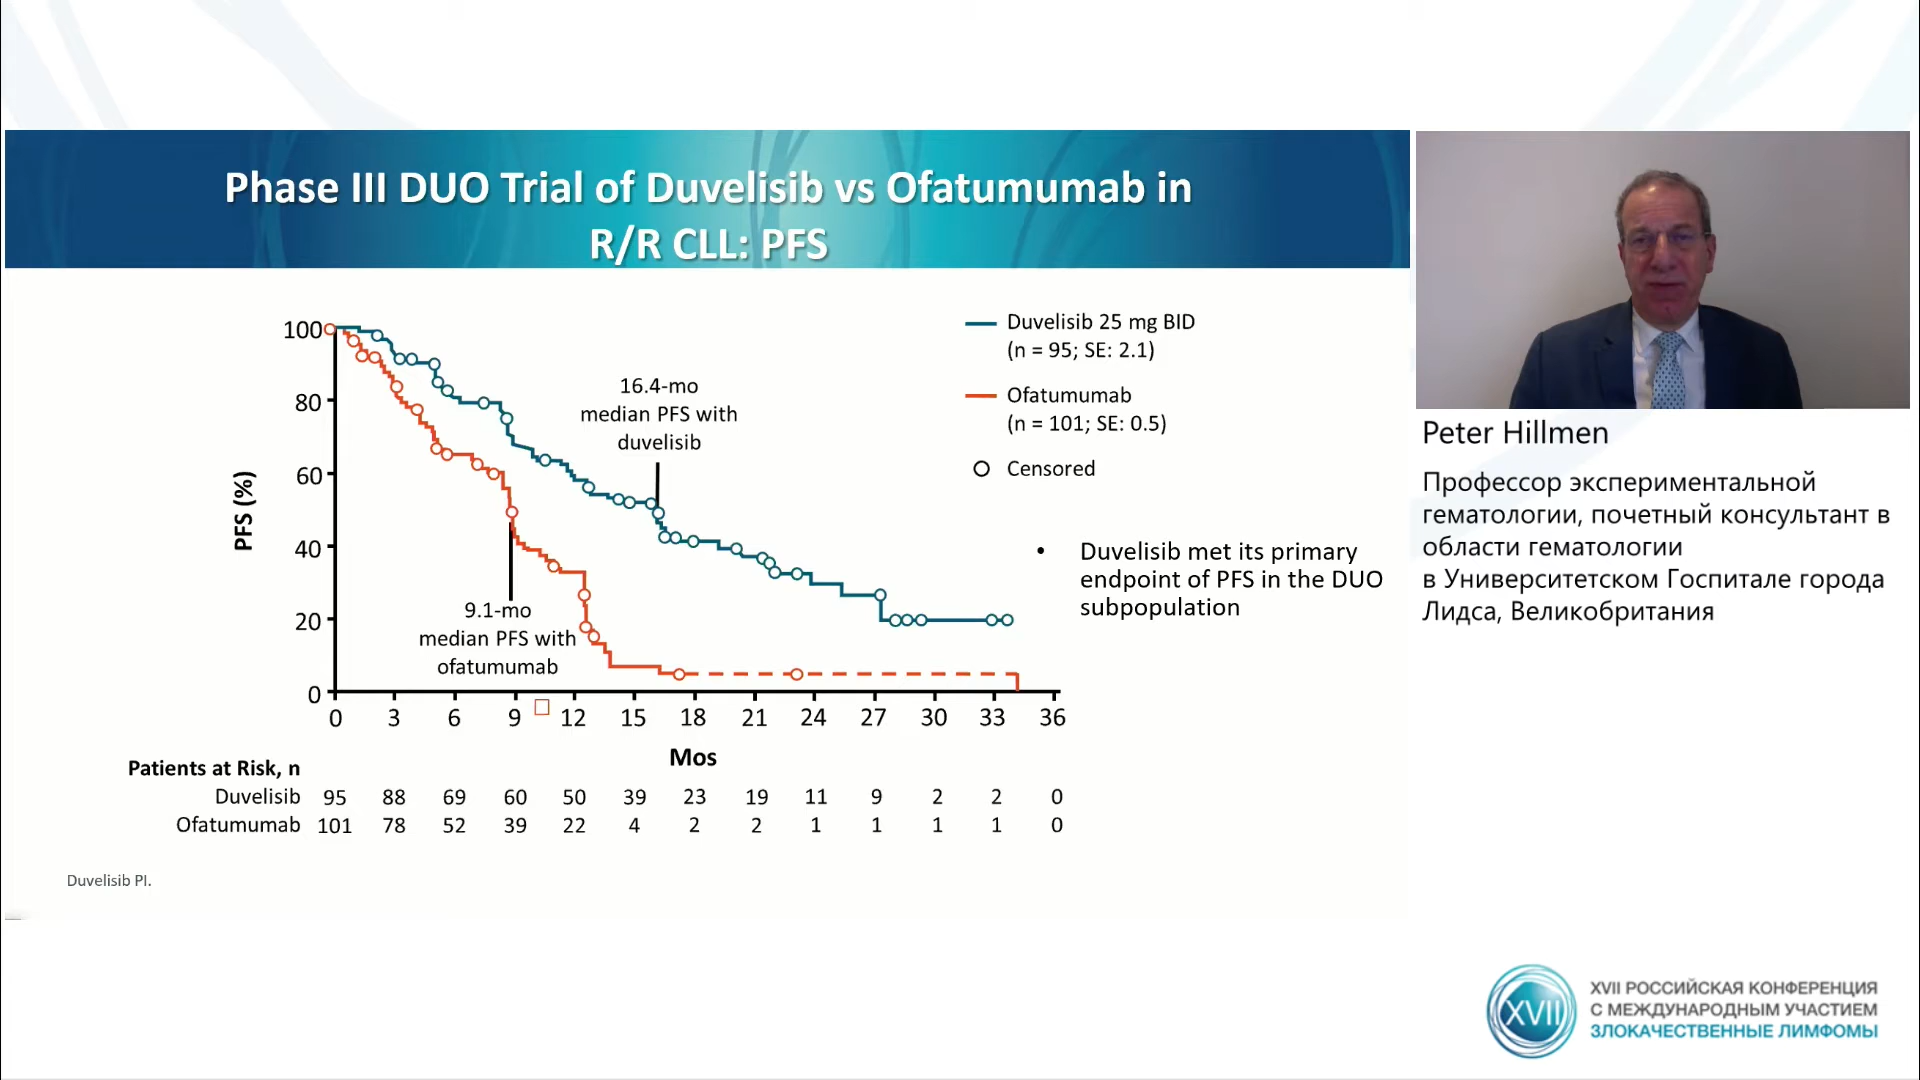 Phase III DUO Trial of Duvelisib vs Ofatumumab in
R/R CLL: PFS
PFS (%)
100
80
60
40
20
0
0 3 6 9 12 15 18 21 24 27 30 33 36
Mos
16.4-mo
median PFS with
duvelisib
9.1-mo
median PFS with
ofatumumab
Duvelisib 25 mg BID
(n = 95; SE: 2.1)
Ofatumumab
(n = 101; SE: 0.5)
Censored
• Duvelisib met its primary
endpoint of PFS in the DUO
subpopulation
Patients at Risk, n
Duvelisib 95 88 69 60 50 39 23 19 11 9 2 2 0
Ofatumumab 101 78 52 39 22 4 2 2 1 1 1 1 0
Duvelisib PI.
Peter Hillmen
Профессор экспериментальной
гематологии, почетный консультант в
области гематологии
в Университетском Госпитале города
Лидса, Великобритания
XVII
XVII РОССИЙСКАЯ КОНФЕРЕНЦИЯ
С МЕЖДУНАРОДНЫМ УЧАСТИЕМ
ЗЛОКАЧЕСТВЕННЫЕ ЛИМФОМЫ